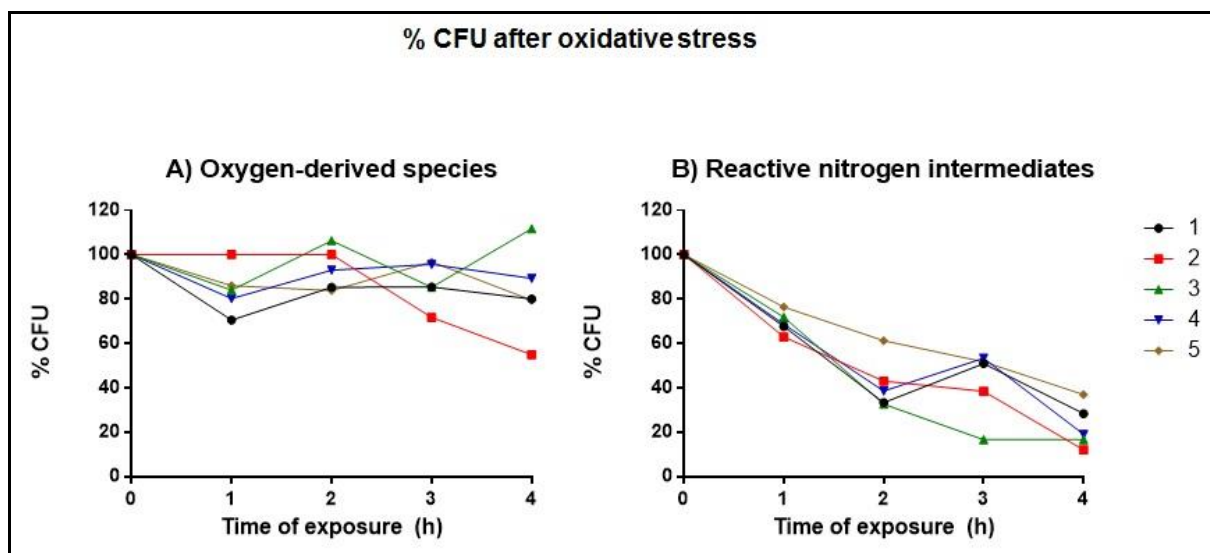 % CFU after oxidative stress
A) Oxygen-derived species
B) Reactive nitrogen intermediates
120
100
80
60
40
20
0
% CFU
0 1 2 3 4
Time of exposure (h)
120
100
80
60
40
20
0
% CFU
0 1 2 3 4
Time of exposure (h)
1
2
3
4
5